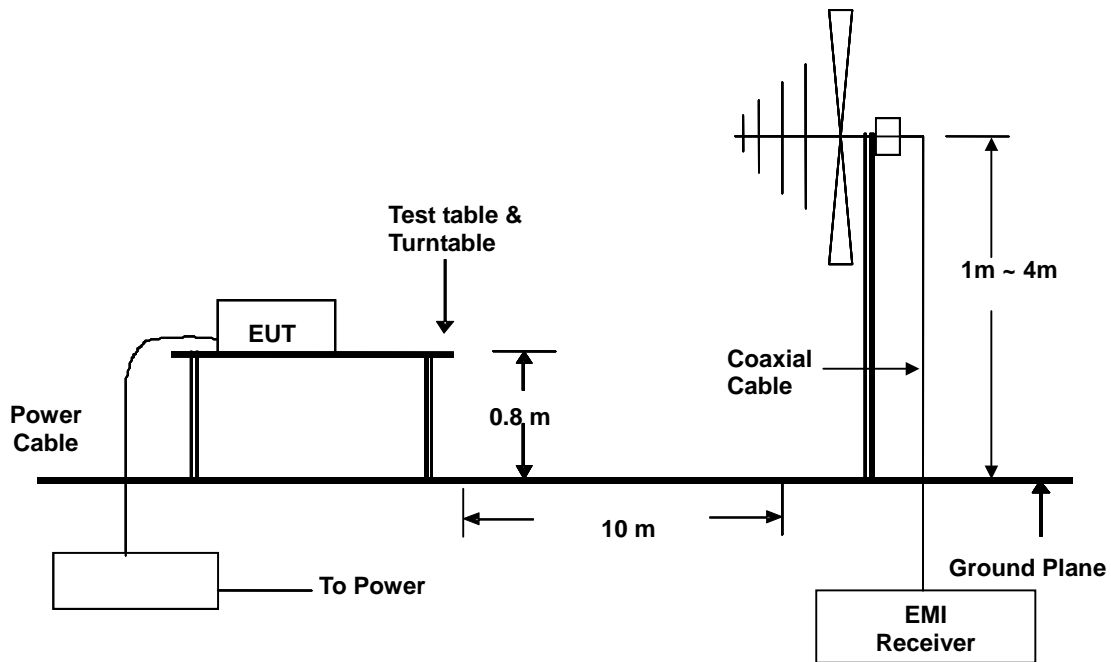 Test table &
Turntable
1m ~ 4m
EUT
Coaxial
Cable
0.8 m
Power
Cable
10 m
Ground Plane
To Power
EMI
Receiver